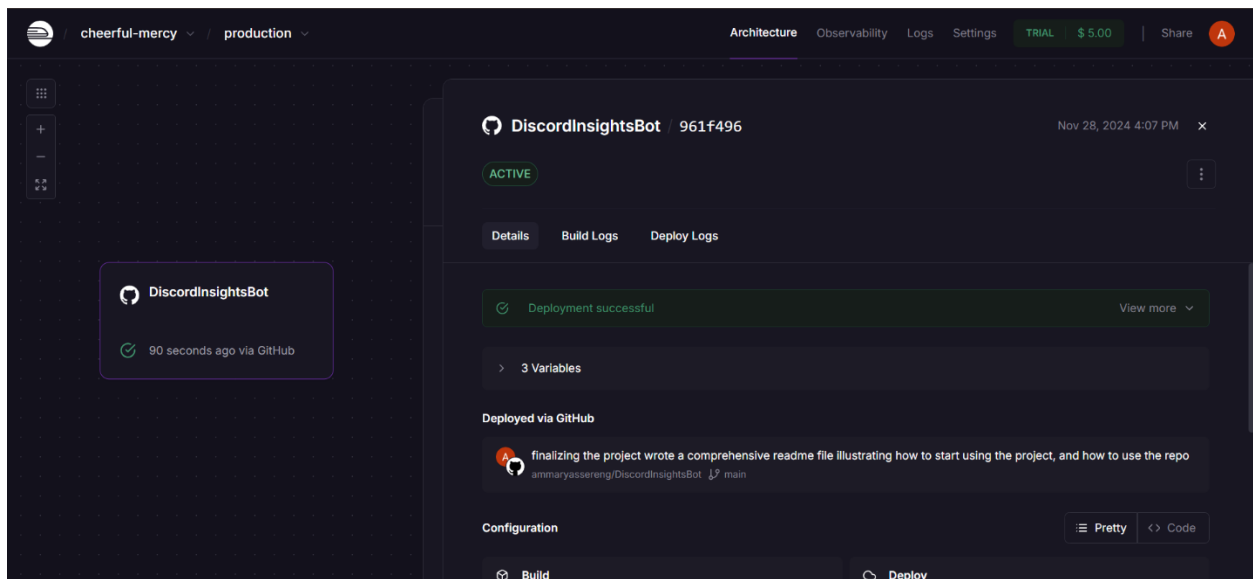 / cheerful-mercy / production
Architecture Observability Logs Settings TRIAL $ 5.00 | Share A
DiscordInsightsBot / 961f496 Nov 28, 2024 4:07 PM
ACTIVE
Details Build Logs Deploy Logs
DiscordInsightsBot
90 seconds ago via GitHub
Deployment successful View more
3 Variables
Deployed via GitHub
A finalizing the project wrote a comprehensive readme file illustrating how to start using the project, and how to use the repo
ammaryassereng/DiscordInsightsBot main
Configuration Pretty <> Code
Build Deploy